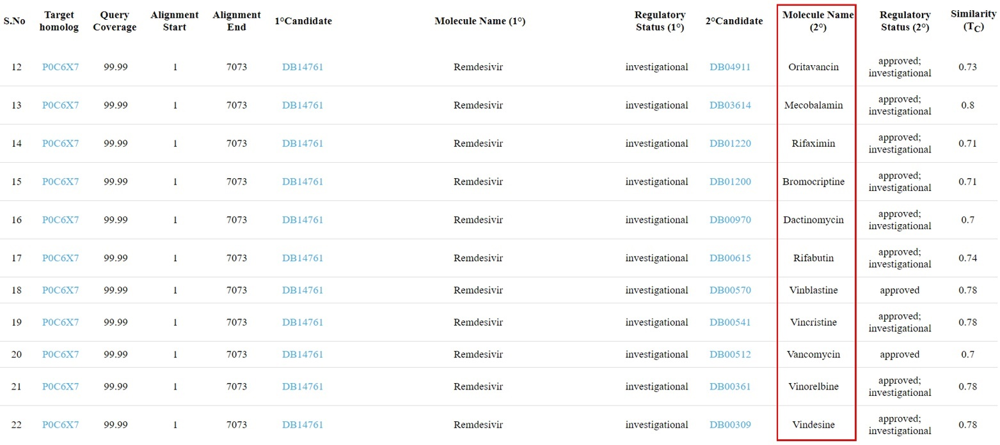 S.No Target homolog Query Coverage Alignment Start Alignment End 1°Candidate Molecule Name (1°) Regulatory Status (1°) 2°Candidate Molecule Name (2°) Regulatory Status (2°) Similarity (TC)
12 P0C6X7 99.99 1 7073 DB14761 Remdesivir investigational DB04911 Oritavancin approved; investigational 0.73
13 P0C6X7 99.99 1 7073 DB14761 Remdesivir investigational DB03614 Mecobalamin approved; investigational 0.8
14 P0C6X7 99.99 1 7073 DB14761 Remdesivir investigational DB01220 Rifaximin approved; investigational 0.71
15 P0C6X7 99.99 1 7073 DB14761 Remdesivir investigational DB01200 Bromocriptine approved; investigational 0.71
16 P0C6X7 99.99 1 7073 DB14761 Remdesivir investigational DB00970 Dactinomycin approved; investigational 0.7
17 P0C6X7 99.99 1 7073 DB14761 Remdesivir investigational DB00615 Rifabutin approved; investigational 0.74
18 P0C6X7 99.99 1 7073 DB14761 Remdesivir investigational DB00570 Vinblastine approved 0.78
19 P0C6X7 99.99 1 7073 DB14761 Remdesivir investigational DB00541 Vincristine approved; investigational 0.78
20 P0C6X7 99.99 1 7073 DB14761 Remdesivir investigational DB00512 Vancomycin approved 0.7
21 P0C6X7 99.99 1 7073 DB14761 Remdesivir investigational DB00361 Vinorelbine approved; investigational 0.78
22 P0C6X7 99.99 1 7073 DB14761 Remdesivir investigational DB00309 Vindesine approved; investigational 0.78